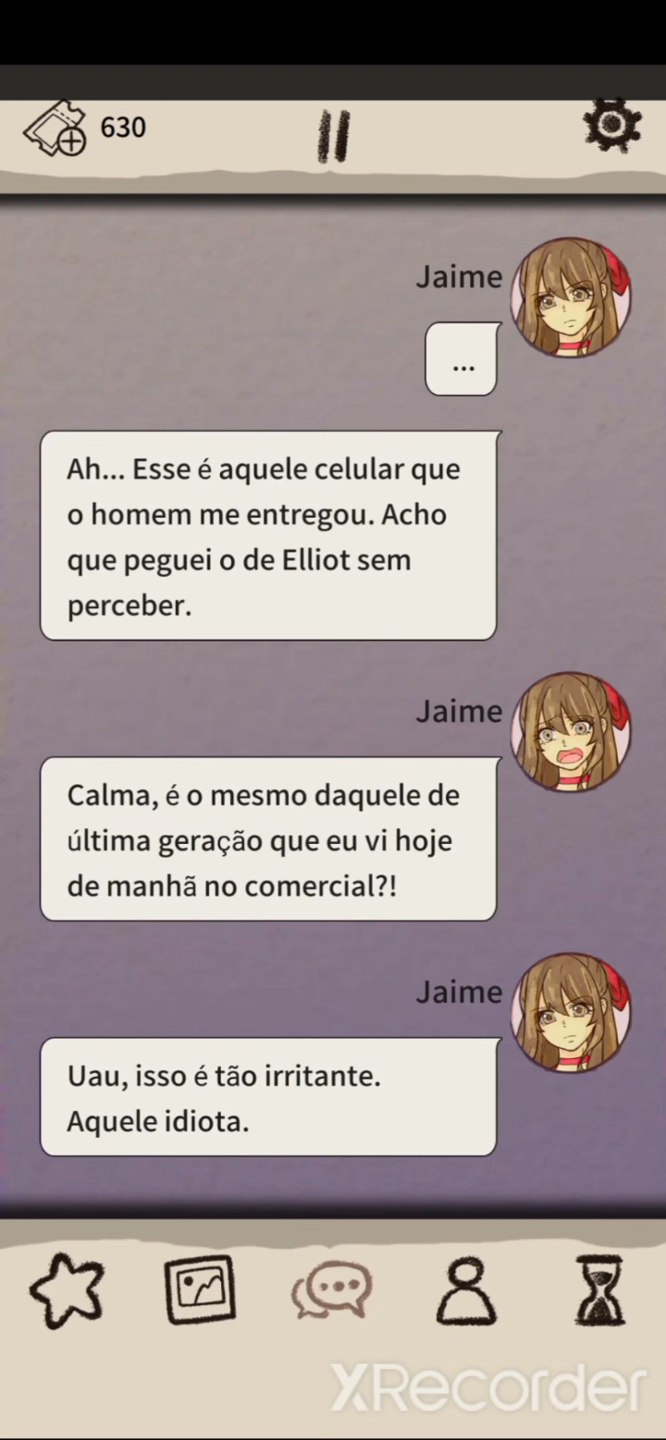 630
Jaime
...
Ah... Esse é aquele celular que
o homem me entregou. Acho
que peguei o de Elliot sem
perceber.
Jaime
Calma, é o mesmo daquele de
última geração que eu vi hoje
de manhã no comercial?!
Jaime
Uau, isso é tão irritante.
Aquele idiota.
XRecorder